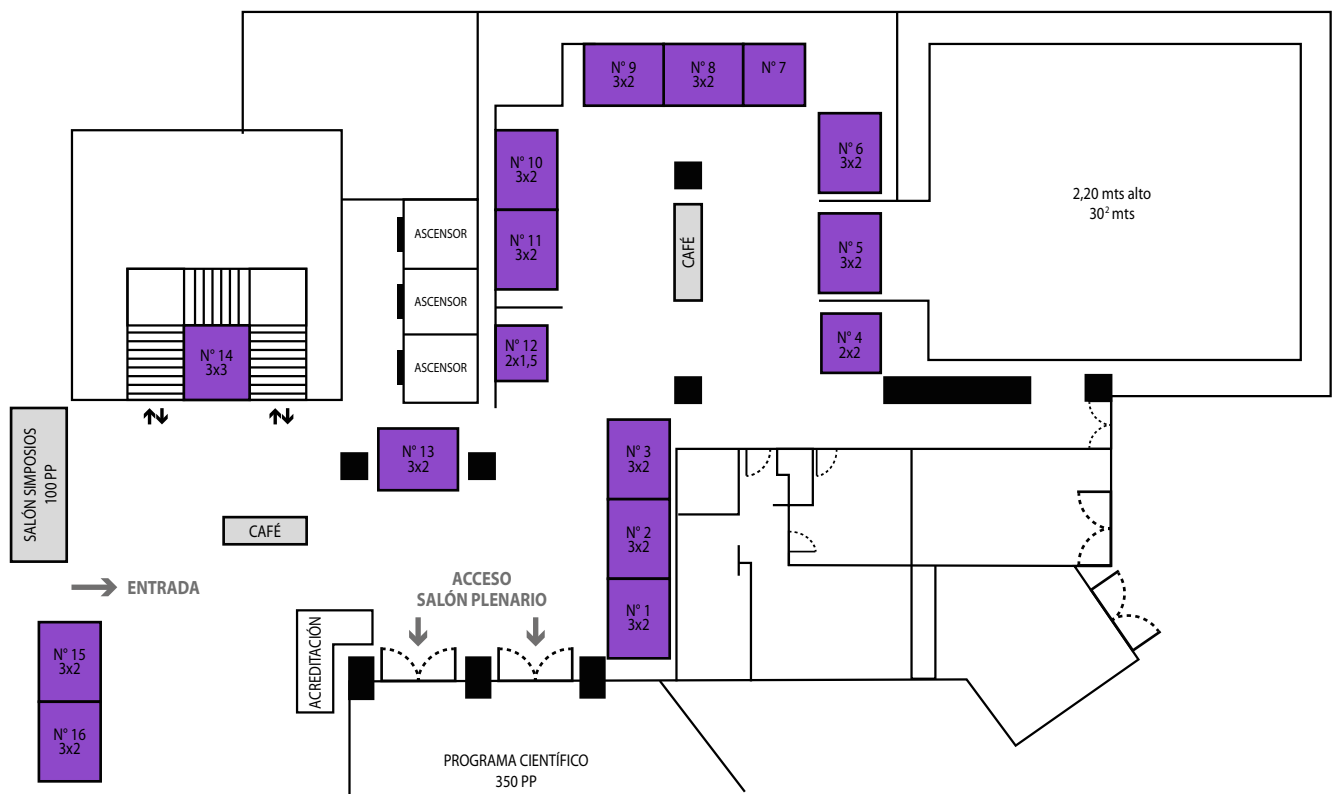 N° 9
3x2
N° 8
3x2
N° 7
N° 10
3x2
N° 6
3x2
2,20 mts alto
30² mts
ASCENSOR
N° 11
3x2
CAFÉ
N° 5
3x2
ASCENSOR
N° 14
3x3
ASCENSOR
N° 12
2x1,5
N° 4
2x2
SALÓN SIMPOSIOS
100 PP
N° 13
3x2
N° 3
3x2
CAFÉ
N° 2
3x2
ENTRADA
ACCESO
SALÓN PLENARIO
N° 1
3x2
ACREDITACIÓN
N° 15
3x2
N° 16
3x2
PROGRAMA CIENTÍFICO
350 PP